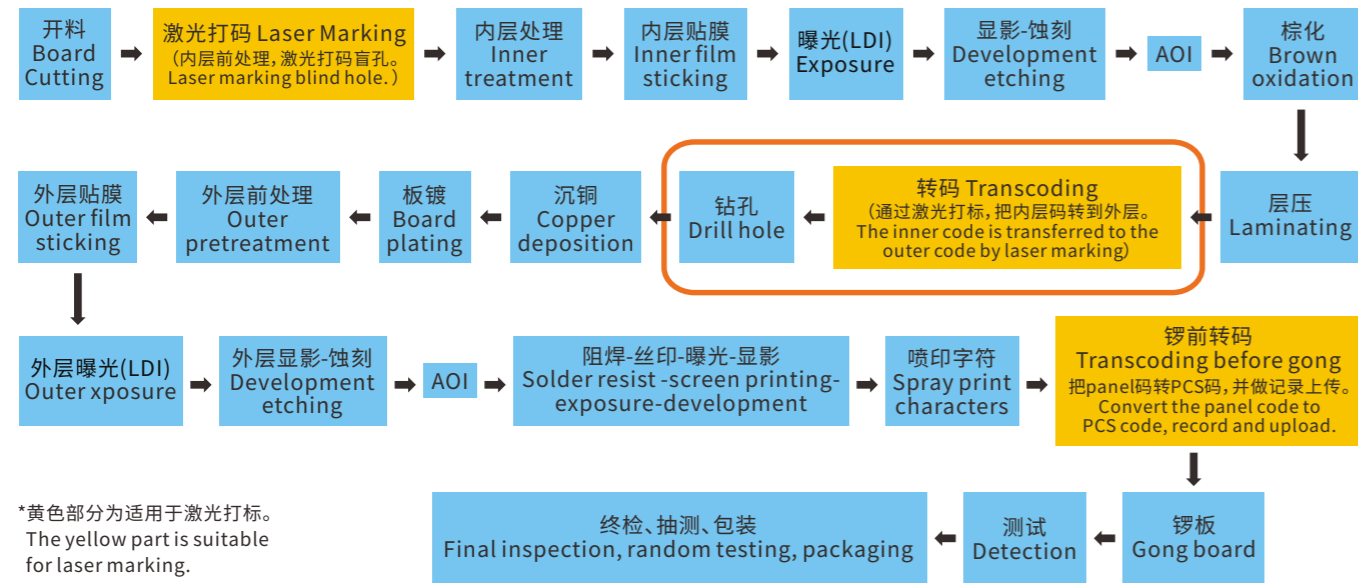 开料
Board
Cutting
激光打码 Laser Marking
（内层前处理，激光打码盲孔。
Laser marking blind hole.）
内层处理
Inner
treatment
内层贴膜
Inner film
sticking
曝光(LDI)
Exposure
显影-蚀刻
Development
etching
AOI
棕化
Brown
oxidation
层压
Laminating
转码 Transcoding
（通过激光打标，把内层码转到外层。
The inner code is transferred to the
outer code by laser marking）
钻孔
Drill hole
沉铜
Copper
deposition
板镀
Board
plating
外层前处理
Outer
pretreatment
外层贴膜
Outer film
sticking
外层曝光(LDI)
Outer xposure
外层显影-蚀刻
Development
etching
AOI
阻焊-丝印-曝光-显影
Solder resist -screen printing-
exposure-development
喷印字符
Spray print
characters
锣前转码
Transcoding before gong
把panel码转PCS码，并做记录上传。
Convert the panel code to
PCS code, record and upload.
锣板
Gong board
测试
Detection
终检、抽测、包装
Final inspection, random testing, packaging
*黄色部分为适用于激光打标。
The yellow part is suitable
for laser marking.